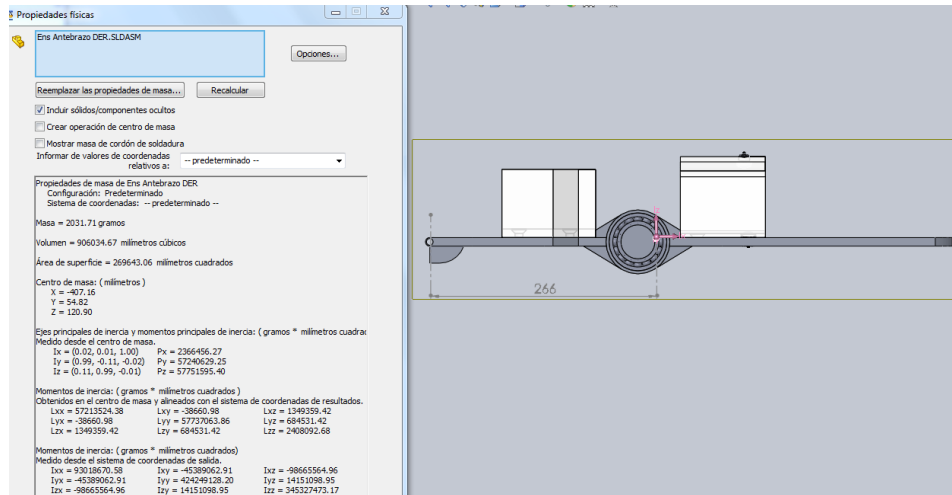 Propiedades físicas
Ens Antebrazo DER.SLDASM
Opciones...
Reemplazar las propiedades de masa...
Recalcular
Incluir sólidos/componentes ocultos
Crear operación de centro de masa
Mostrar masa de cordón de soldadura
Informar de valores de coordenadas
relativos a:
-- predeterminado --
Propiedades de masa de Ens Antebrazo DER
Configuración: Predeterminado
Sistema de coordenadas: -- predeterminado --
Masa = 2031.71 gramos
Volumen = 906034.67 milímetros cúbicos
Área de superficie = 269643.06 milímetros cuadrados
Centro de masa: ( milímetros )
X = -407.16
Y = 54.82
Z = 120.90
Ejes principales de inercia y momentos principales de inercia: ( gramos * milímetros cuadrac
Medido desde el centro de masa.
Ix = (0.02, 0.01, 1.00) Px = 2366456.27
Iy = (0.99, -0.11, -0.02) Py = 57240629.25
Iz = (0.11, 0.99, -0.01) Pz = 57751595.40
Momentos de inercia: ( gramos * milímetros cuadrados )
Obtenidos en el centro de masa y alineados con el sistema de coordenadas de resultados.
Lxx = 57213524.38 Lxy = -38660.98 Lxz = 1349359.42
Lyx = -38660.98 Lyy = 57737063.86 Lyz = 684531.42
Lzx = 1349359.42 Lzy = 684531.42 Lzz = 2408092.68
Momentos de inercia: ( gramos * milímetros cuadrados)
Medido desde el sistema de coordenadas de salida.
Ixx = 93018670.58 Ixy = -45389062.91 Ixz = -98665564.96
Iyx = -45389062.91 Iyy = 424249128.20 Iyz = 14151098.95
Izx = -98665564.96 Izy = 14151098.95 Izz = 345327473.17
266